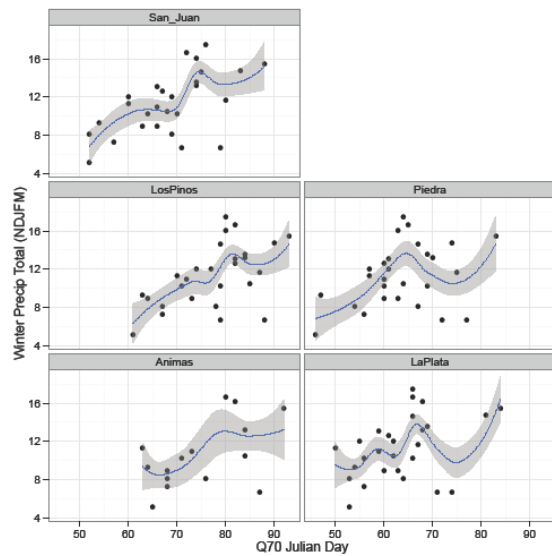 San_Juan
16
12
8
4
LosPinos
Piedra
16
12
8
4
Animas
LaPlata
16
12
8
4
50 60 70 80 90 50 60 70 80 90
Q70 Julian Day
Winter Precip Total (NDJFM)